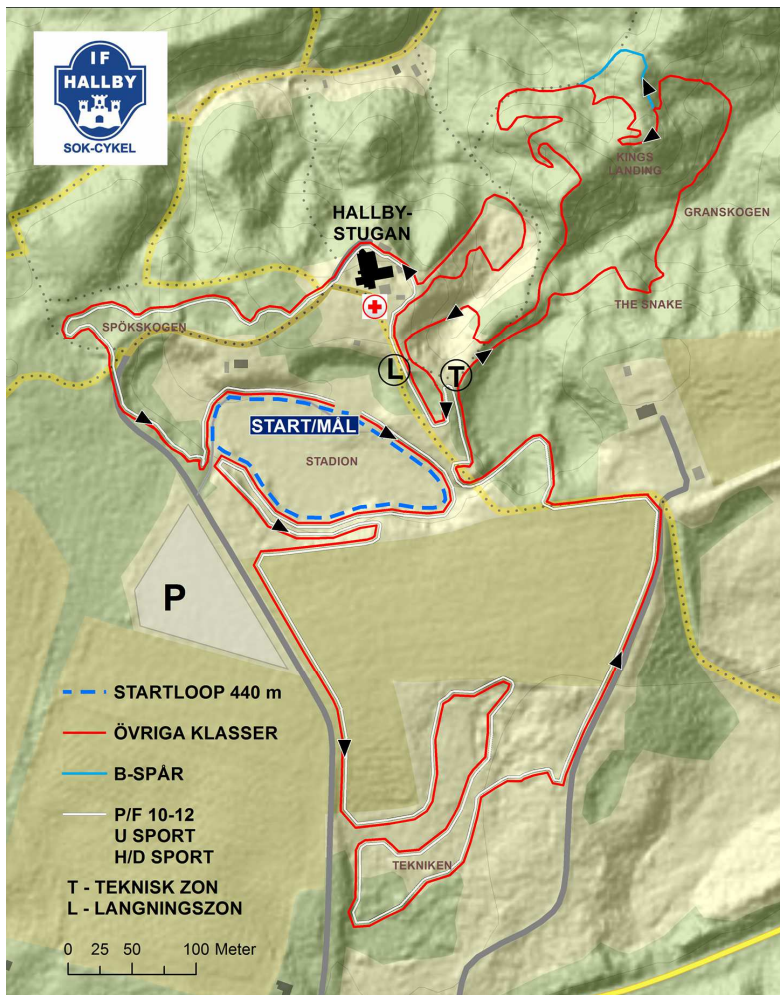 IF
HALLBY
SOK-CYKEL
KINGS
LANDING
GRANSKOGEN
HALLBY-
STUGAN
THE SNAKE
SPÖKSKOGEN
L
T
START/MÅL
STADION
P
STARTLOOP 440 m
ÖVRIGA KLASSER
B-SPÅR
P/F 10-12
U SPORT
H/D SPORT
TEKNIKEN
T - TEKNISK ZON
L - LANGNINGSZON
0 25 50 100 Meter